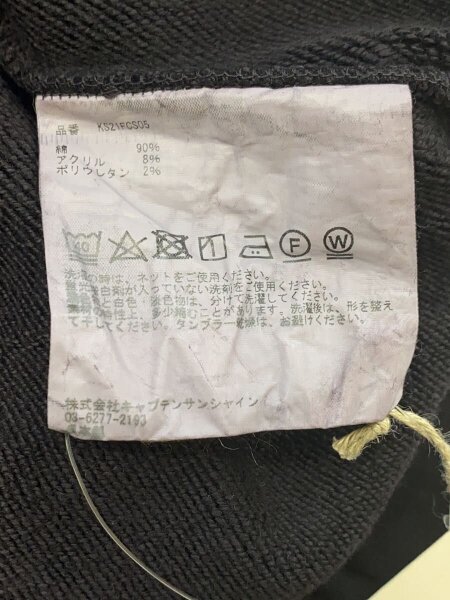 品番 KS21FCS05
綿 90%
アクリル 8%
ポリウレタン 2%
40 F W
洗濯の時は、ネットをご使用ください。
蛍光増白剤が入っていない洗剤をご使用ください。
と白色・淡色物は、分けて洗濯してください。
素材の特性上、多少縮むことがあります。洗濯後は、形を整え
て干してください。タンブラー乾燥は、お避けください。
株式会社キャプテンサンシャイン
03-6277-2193